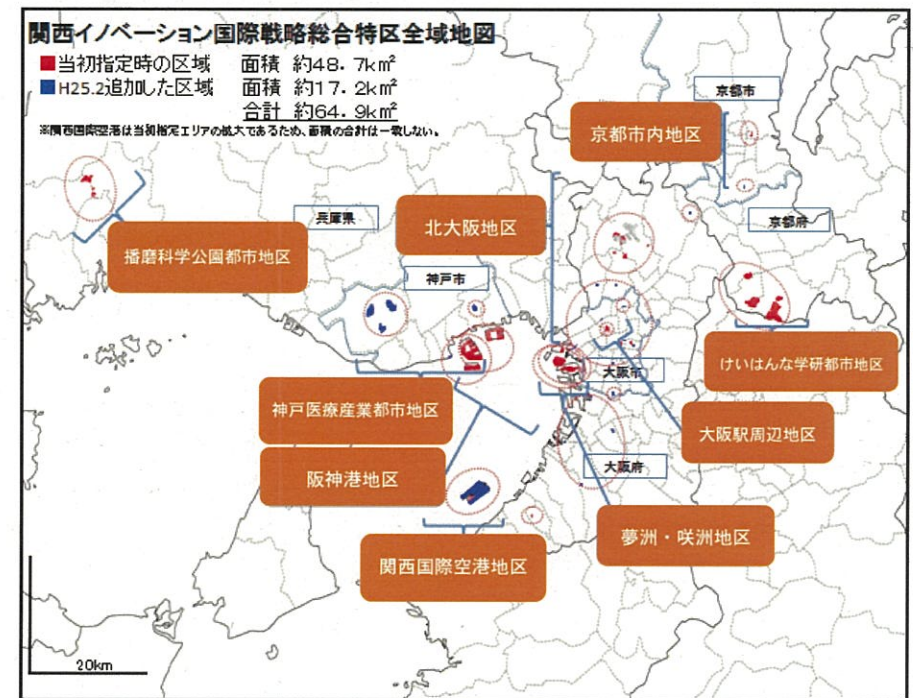 関西イノベーション国際戦略総合特区全域地図
■当初指定時の区域 面積 約48.7km²
■H25.2追加した区域 面積 約17.2km²
合計 約64.9km²
※関西国際空港は当初指定エリアの拡大であるため、面積の合計は一致しない。
京都市
京都市内地区
兵庫県
北大阪地区
京都府
播磨科学公園都市地区
神戸市
けいはんな学研都市地区
大阪市
神戸医療産業都市地区
大阪駅周辺地区
阪神港地区
大阪府
夢洲・咲洲地区
関西国際空港地区
20km